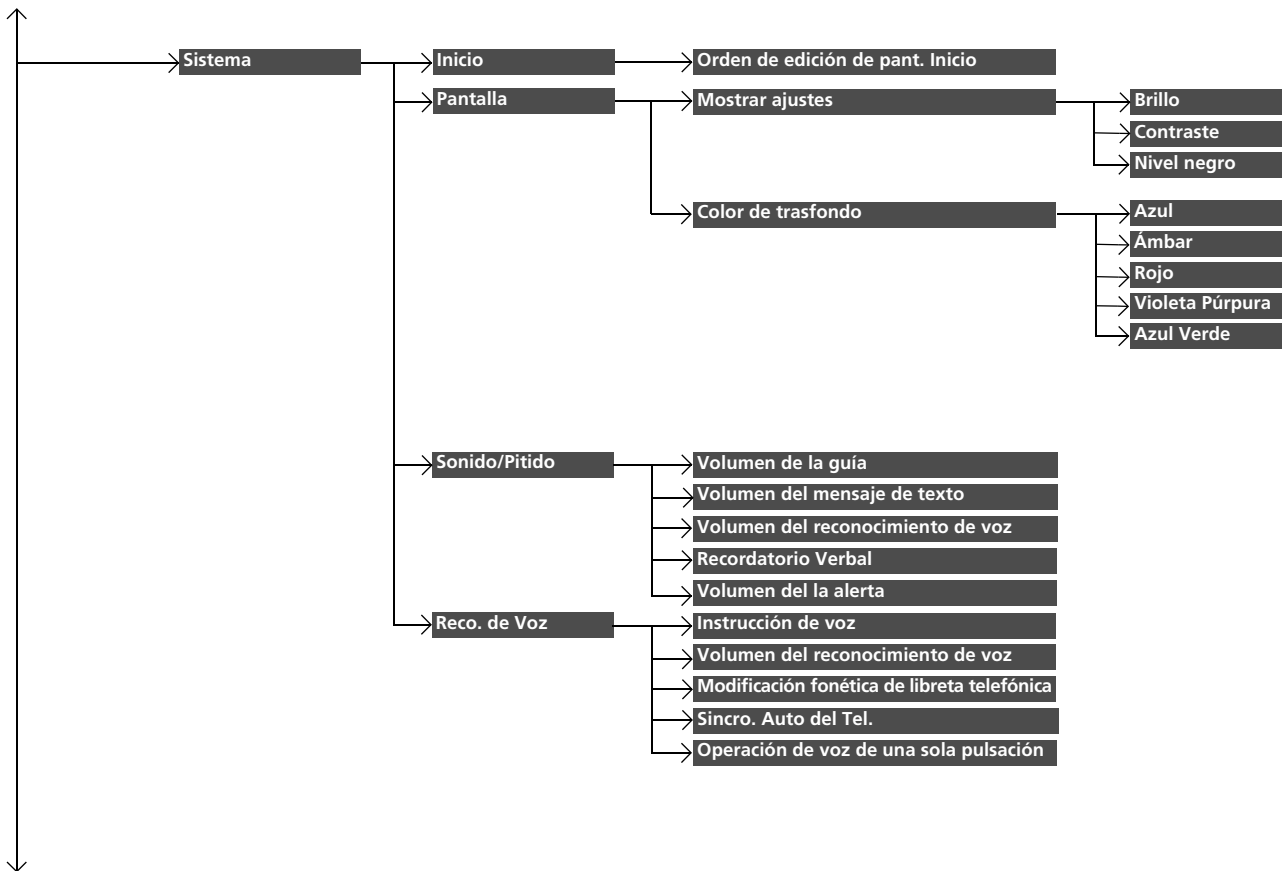 Sistema
Inicio
Orden de edición de pant. Inicio
Pantalla
Mostrar ajustes
Brillo
Contraste
Nivel negro
Color de trasfondo
Azul
Ámbar
Rojo
Violeta Púrpura
Azul Verde
Sonido/Pitido
Volumen de la guía
Volumen del mensaje de texto
Volumen del reconocimiento de voz
Recordatorio Verbal
Volumen del la alerta
Reco. de Voz
Instrucción de voz
Volumen del reconocimiento de voz
Modificación fonética de libreta telefónica
Sincro. Auto del Tel.
Operación de voz de una sola pulsación